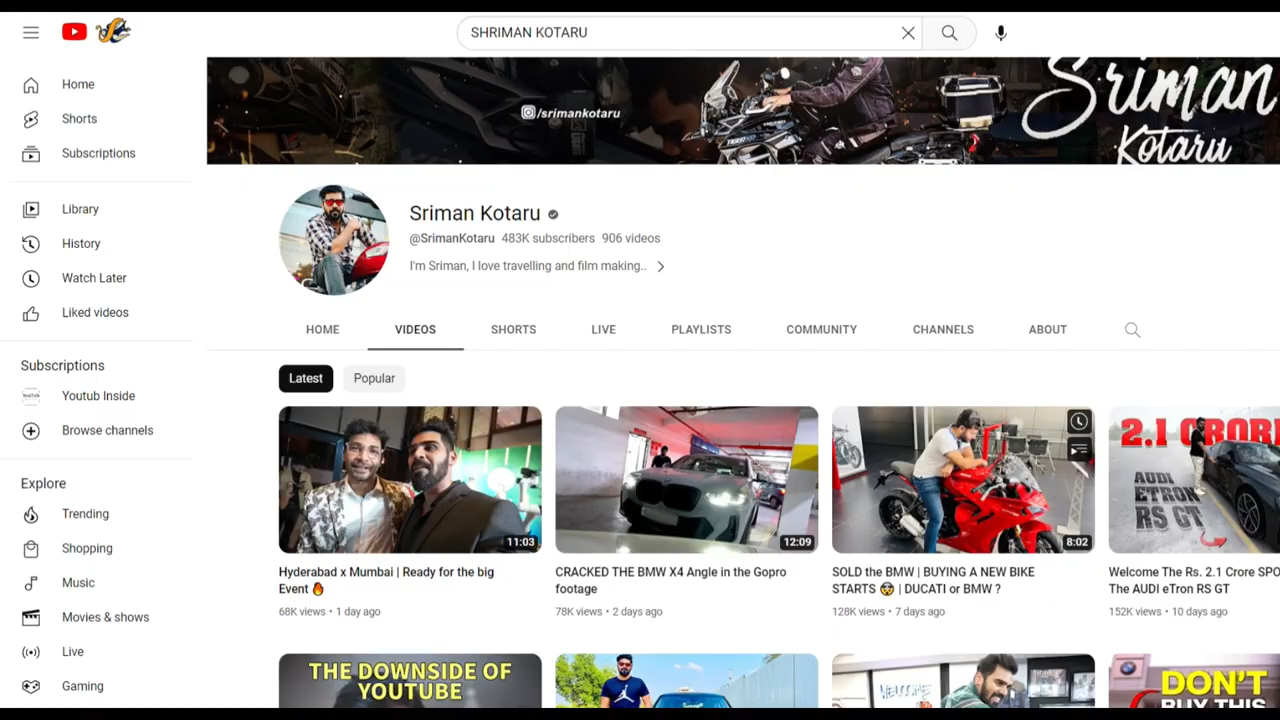 SHRIMAN KOTARU
Home
Shorts
Subscriptions
Library
History
Watch Later
Liked videos
Subscriptions
Youtub Inside
Browse channels
Explore
Trending
Shopping
Music
Movies & shows
Live
Gaming
/srimankotaru
Sriman
Kotaru
Sriman Kotaru
@SrimanKotaru 483K subscribers 906 videos
I'm Sriman, I love travelling and film making..
HOME VIDEOS SHORTS LIVE PLAYLISTS COMMUNITY CHANNELS ABOUT
Latest Popular
11:03
Hyderabad x Mumbai | Ready for the big
Event 🔥
68K views • 1 day ago
12:09
CRACKED THE BMW X4 Angle in the Gopro
footage
78K views • 2 days ago
8:02
SOLD the BMW | BUYING A NEW BIKE
STARTS 🤯 | DUCATI or BMW ?
128K views • 7 days ago
2.1 CRORE
AUDI
ETRON
RS GT
Welcome The Rs. 2.1 Crore SPO
The AUDI eTron RS GT
152K views • 10 days ago
THE DOWNSIDE OF
YOUTUBE
WELCOME
DON'T
BUY THIS